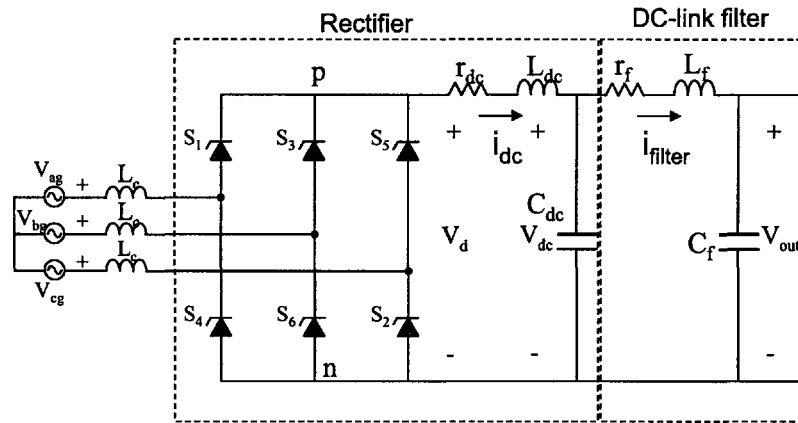 Rectifier
DC-link filter
p
r_dc
L_dc
r_f
L_f
+
i_dc
+
i_filter
+
S_1
S_3
S_5
V_ag
+
L_c
V_bg
+
L_c
V_cg
+
L_c
V_d
C_dc
V_dc
C_f
V_out
S_4
S_6
S_2
n
-
-
-